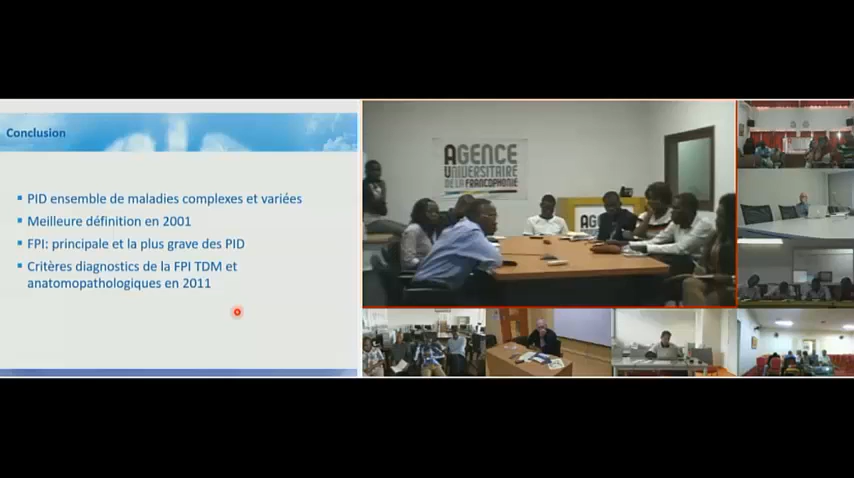 Conclusion
PID ensemble de maladies complexes et variées
Meilleure définition en 2001
FPI: principale et la plus grave des PID
Critères diagnostics de la FPI TDM et
anatomopathologiques en 2011
AGENCE
UNIVERSITAIRE
DE LA FRANCOPHONIE
AGE